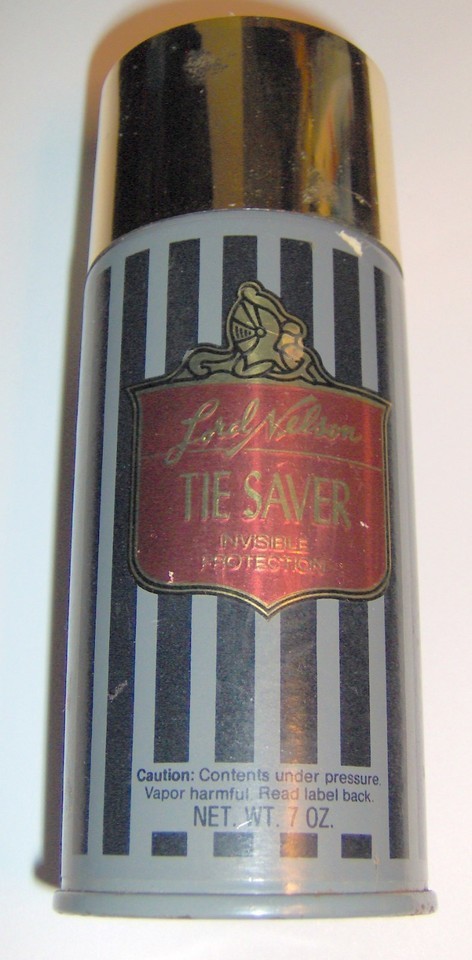 Lord Nelson
TIE SAVER
INVISIBLE
PROTECTION
Caution: Contents under pressure.
Vapor harmful. Read label back.
NET. WT. 7 OZ.